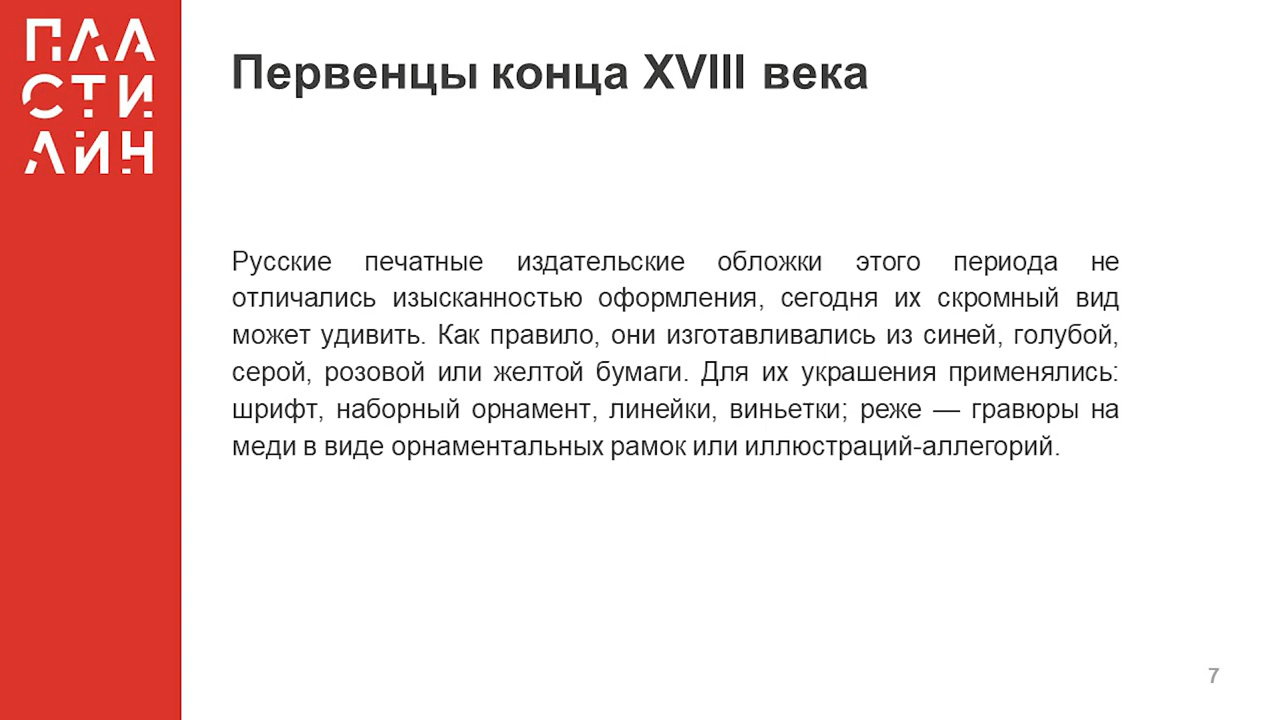 ПЛА
СТИ
ЛИН
Первенцы конца XVIII века
Русские печатные издательские обложки этого периода не
отличались изысканностью оформления, сегодня их скромный вид
может удивить. Как правило, они изготавливались из синей, голубой,
серой, розовой или желтой бумаги. Для их украшения применялись:
шрифт, наборный орнамент, линейки, виньетки; реже — гравюры на
меди в виде орнаментальных рамок или иллюстраций-аллегорий.
7